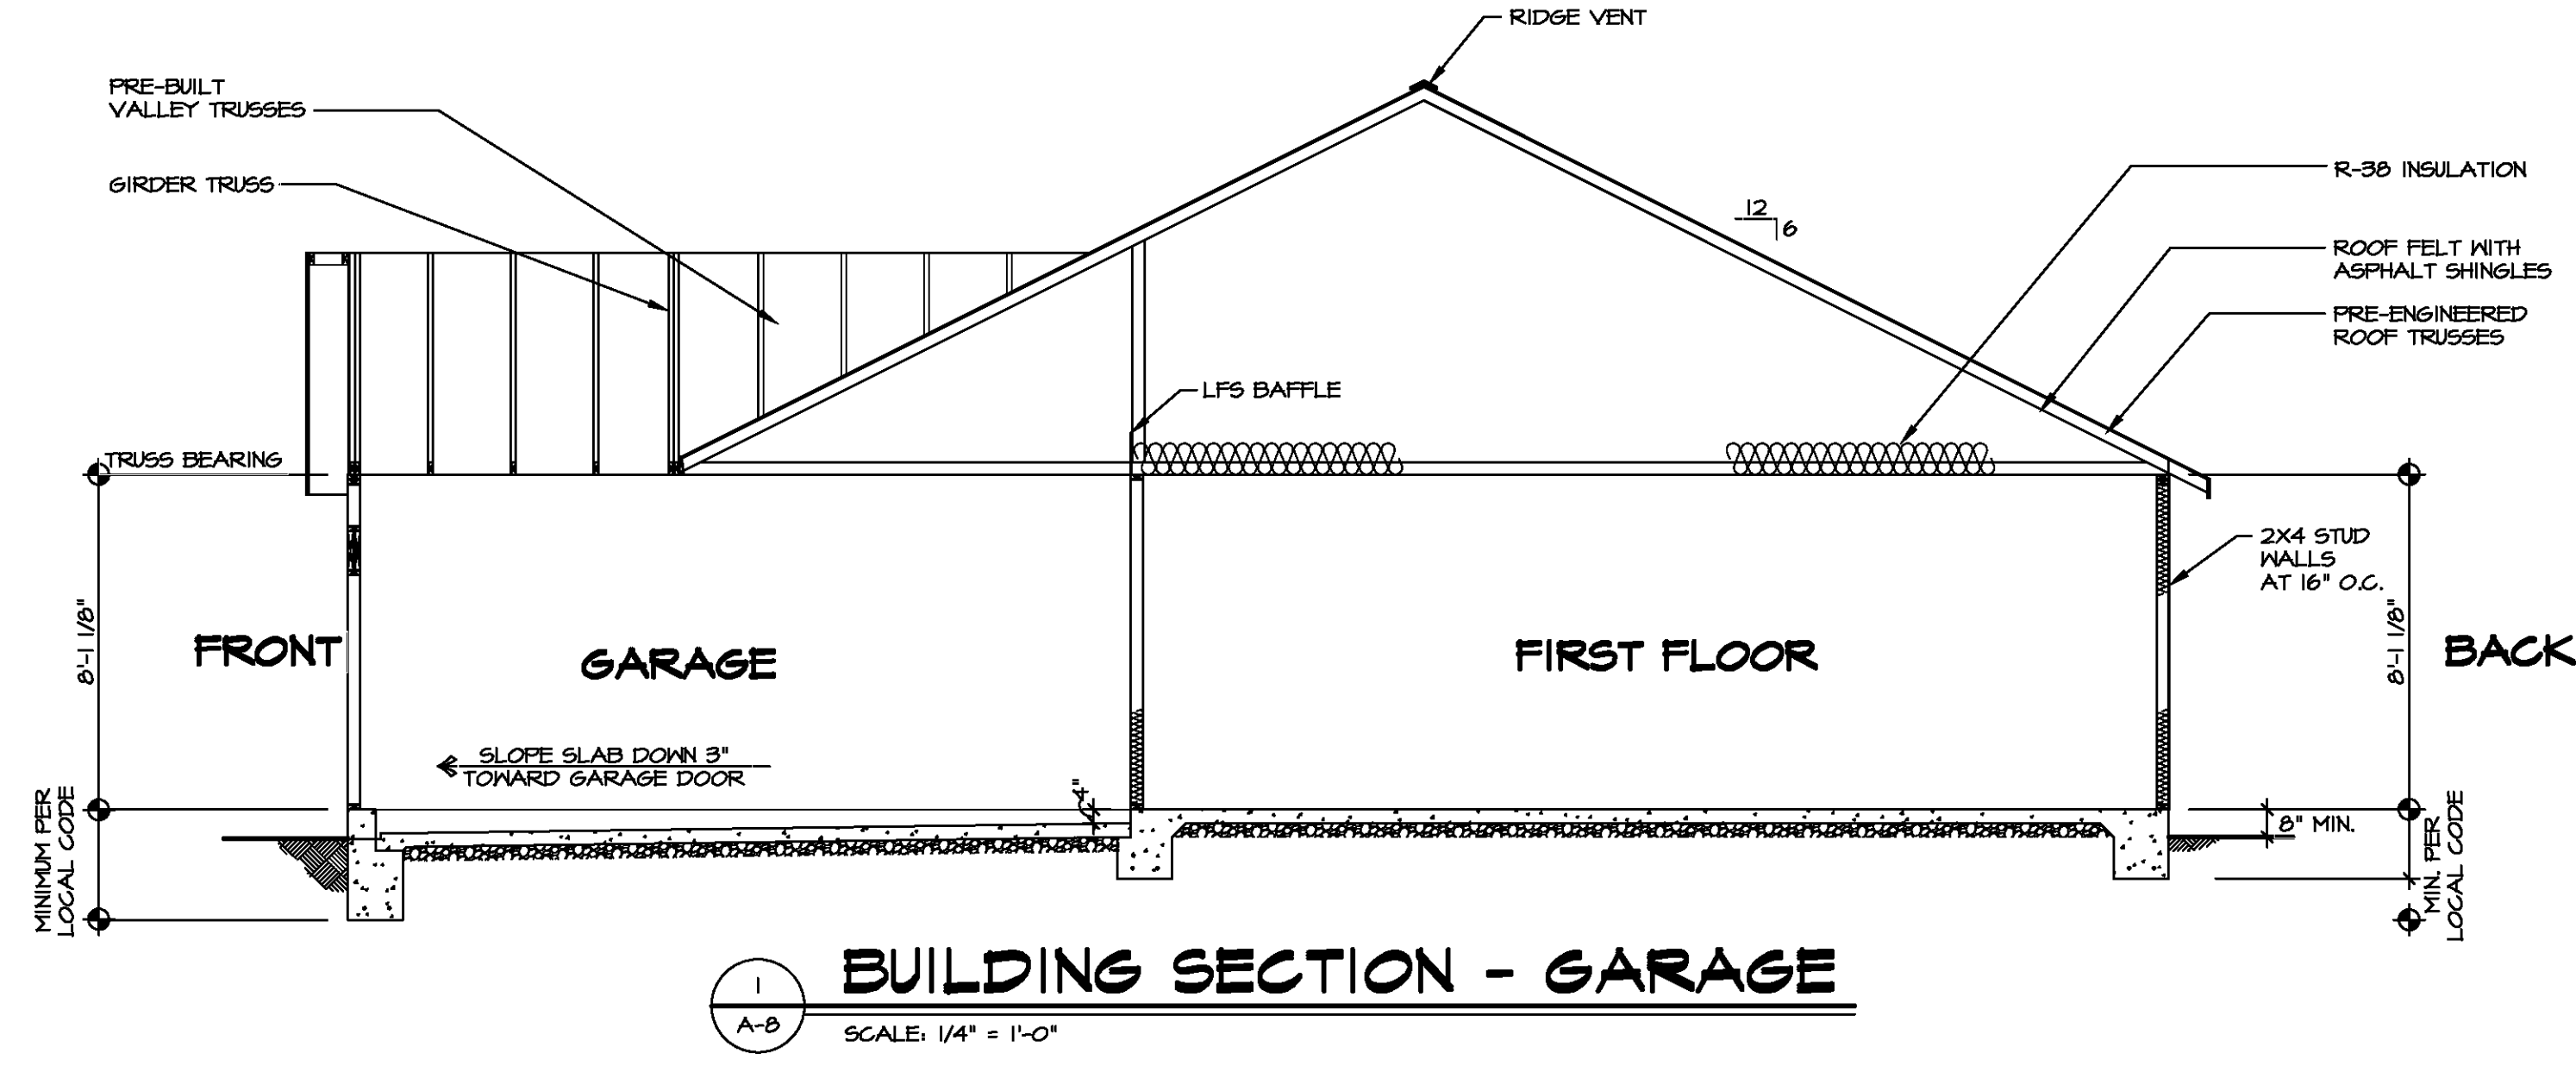 RIDGE VENT
PRE-BUILT
VALLEY TRUSSES
GIRDER TRUSS
R-38 INSULATION
12
6
ROOF FELT WITH
ASPHALT SHINGLES
PRE-ENGINEERED
ROOF TRUSSES
LFS BAFFLE
TRUSS BEARING
2X4 STUD
WALLS
AT 16" O.C.
8'-1 1/8"
FRONT
GARAGE
FIRST FLOOR
8'-1 1/8"
BACK
SLOPE SLAB DOWN 3"
TOWARD GARAGE DOOR
4"
8" MIN.
MINIMUM PER
LOCAL CODE
MIN. PER
LOCAL CODE
1
A-8
BUILDING SECTION - GARAGE
SCALE: 1/4" = 1'-0"